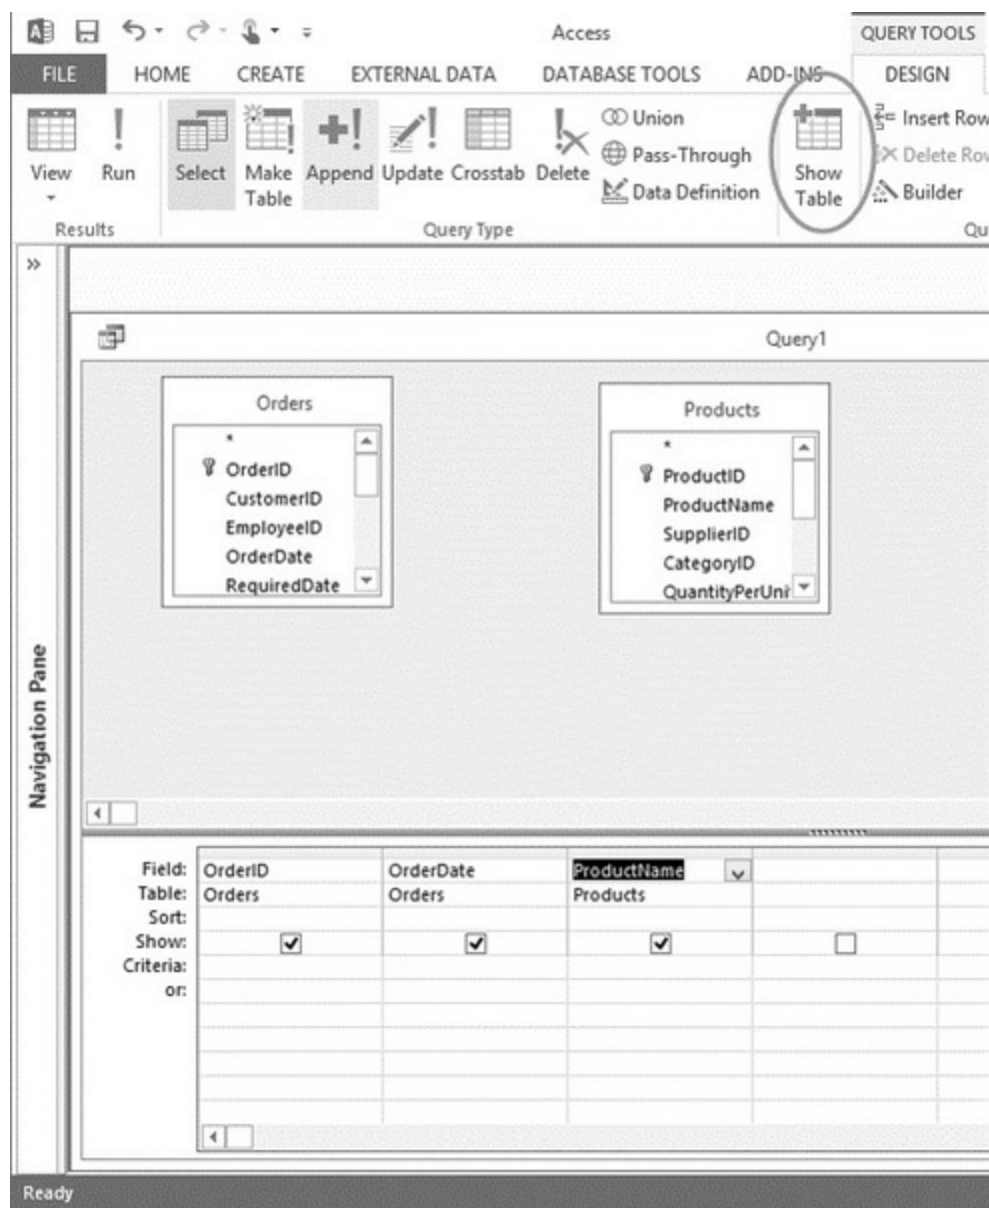 Access
QUERY TOOLS
FILE HOME CREATE EXTERNAL DATA DATABASE TOOLS ADD-INS DESIGN
View
Run
Select
Make
Table
Append
Update
Crosstab
Delete
Union
Pass-Through
Data Definition
Show
Table
Insert Row
Delete Row
Builder
Results
Query Type
Qu
»
Query1
Orders
*
OrderID
CustomerID
EmployeeID
OrderDate
RequiredDate
Products
*
ProductID
ProductName
SupplierID
CategoryID
QuantityPerUni
Navigation Pane
Field: OrderID OrderDate ProductName
Table: Orders Orders Products
Sort:
Show:
Criteria:
or:
Ready